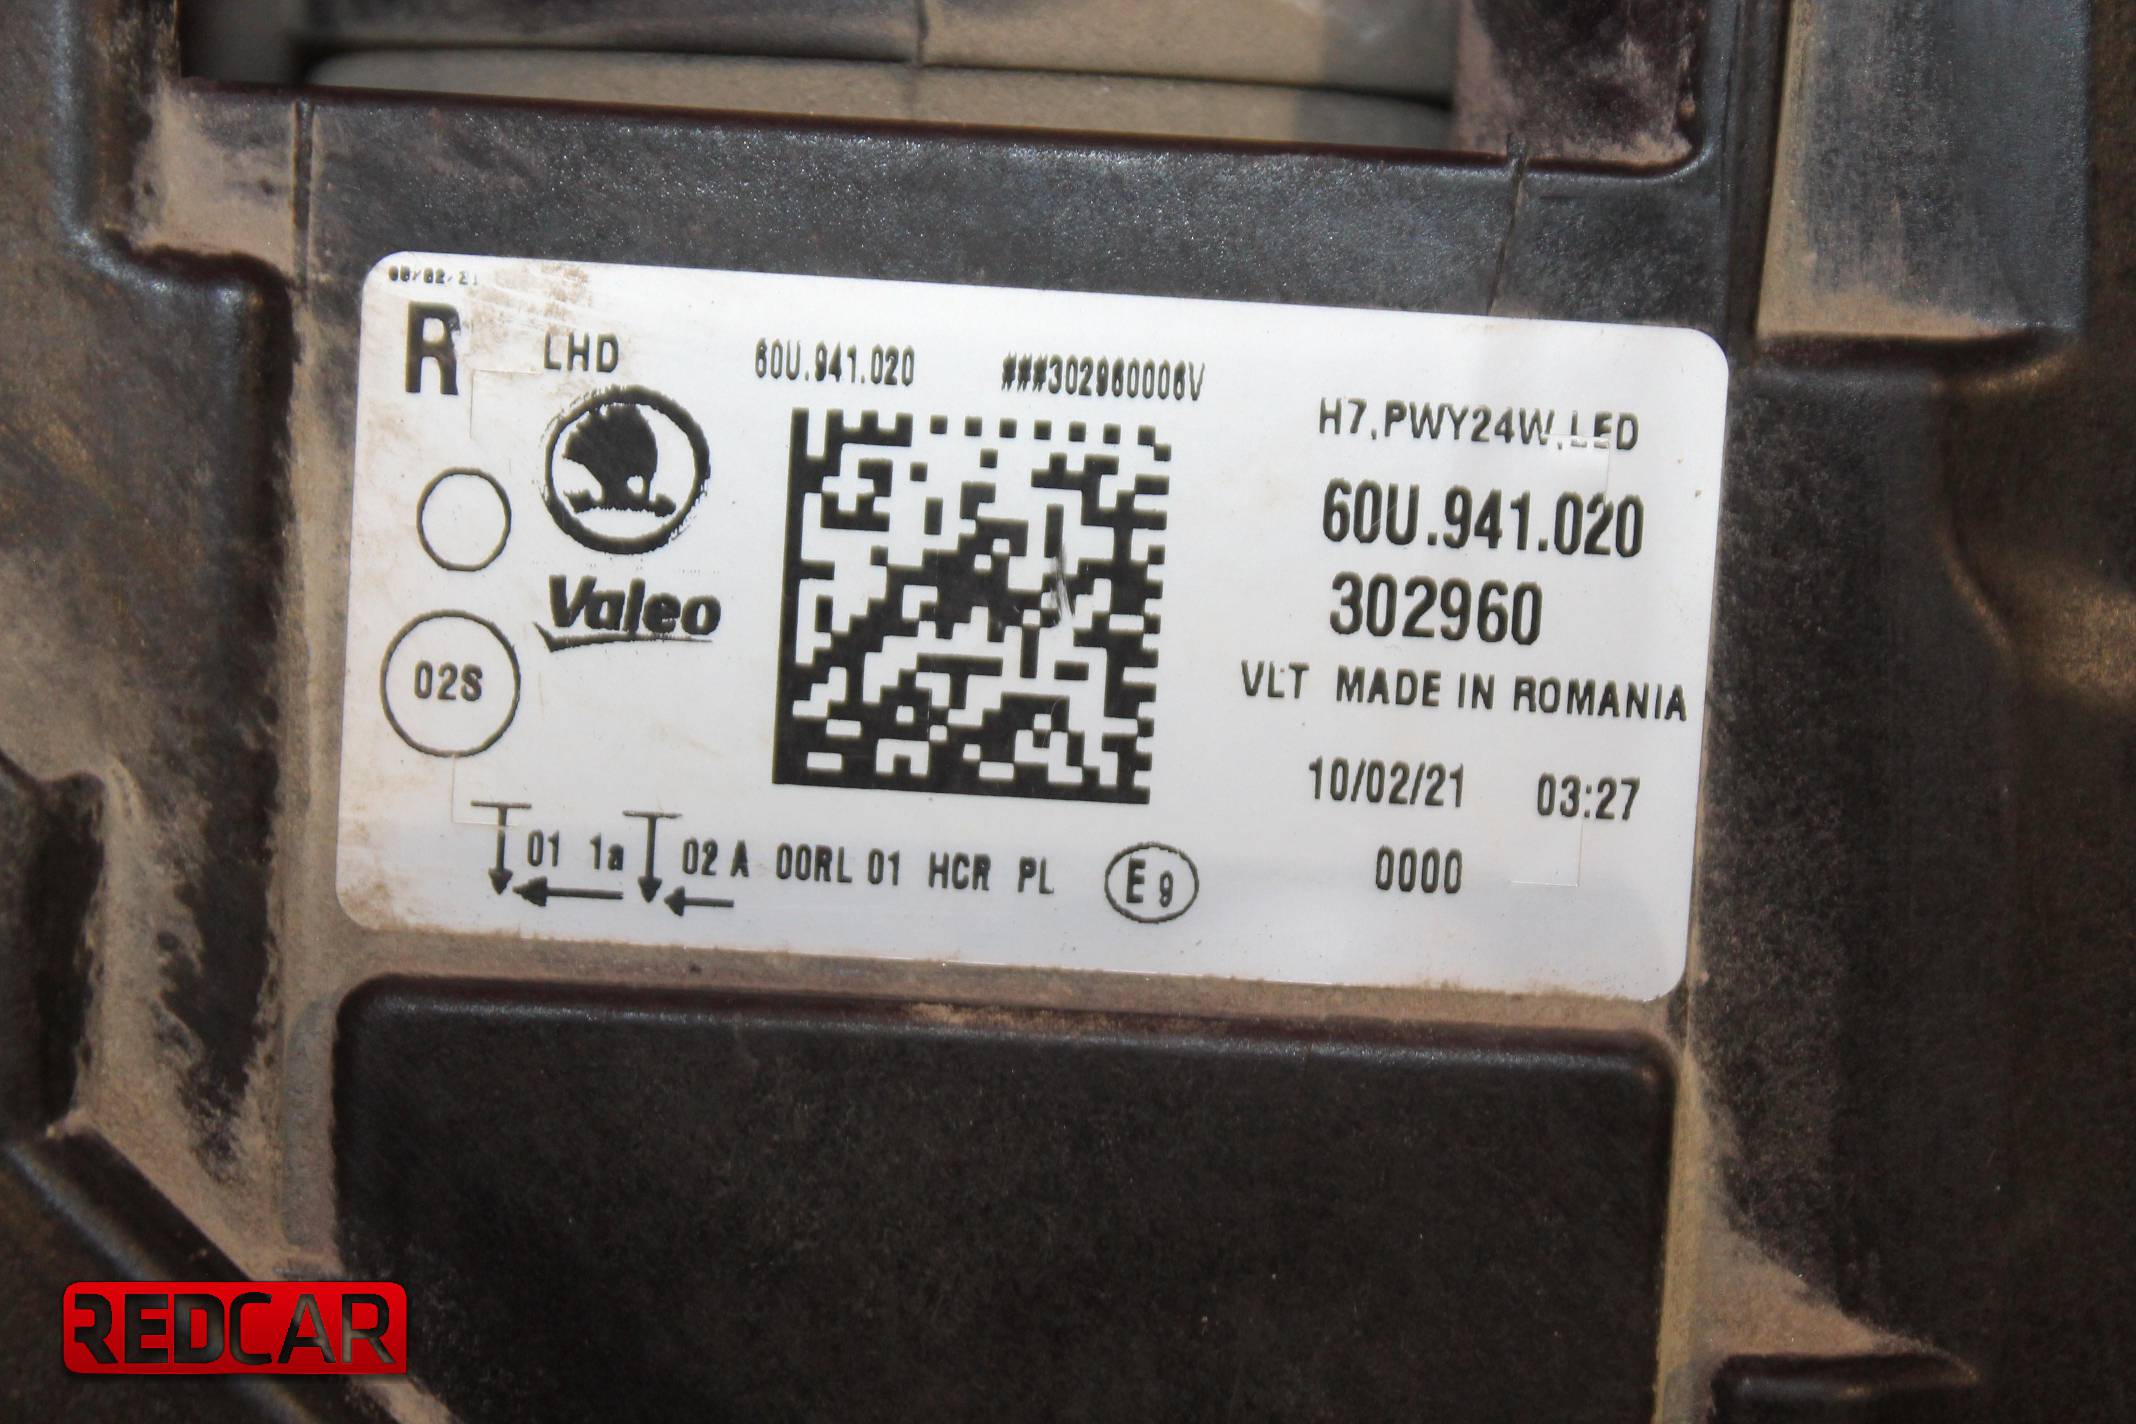 R
LHD
60U.941.020
###302960006V
H7,PWY24W,LED
60U.941.020
302960
Valeo
02S
VLT MADE IN ROMANIA
10/02/21 03:27
01 1a 02 A 00RL 01 HCR PL E9
0000
REDCAR